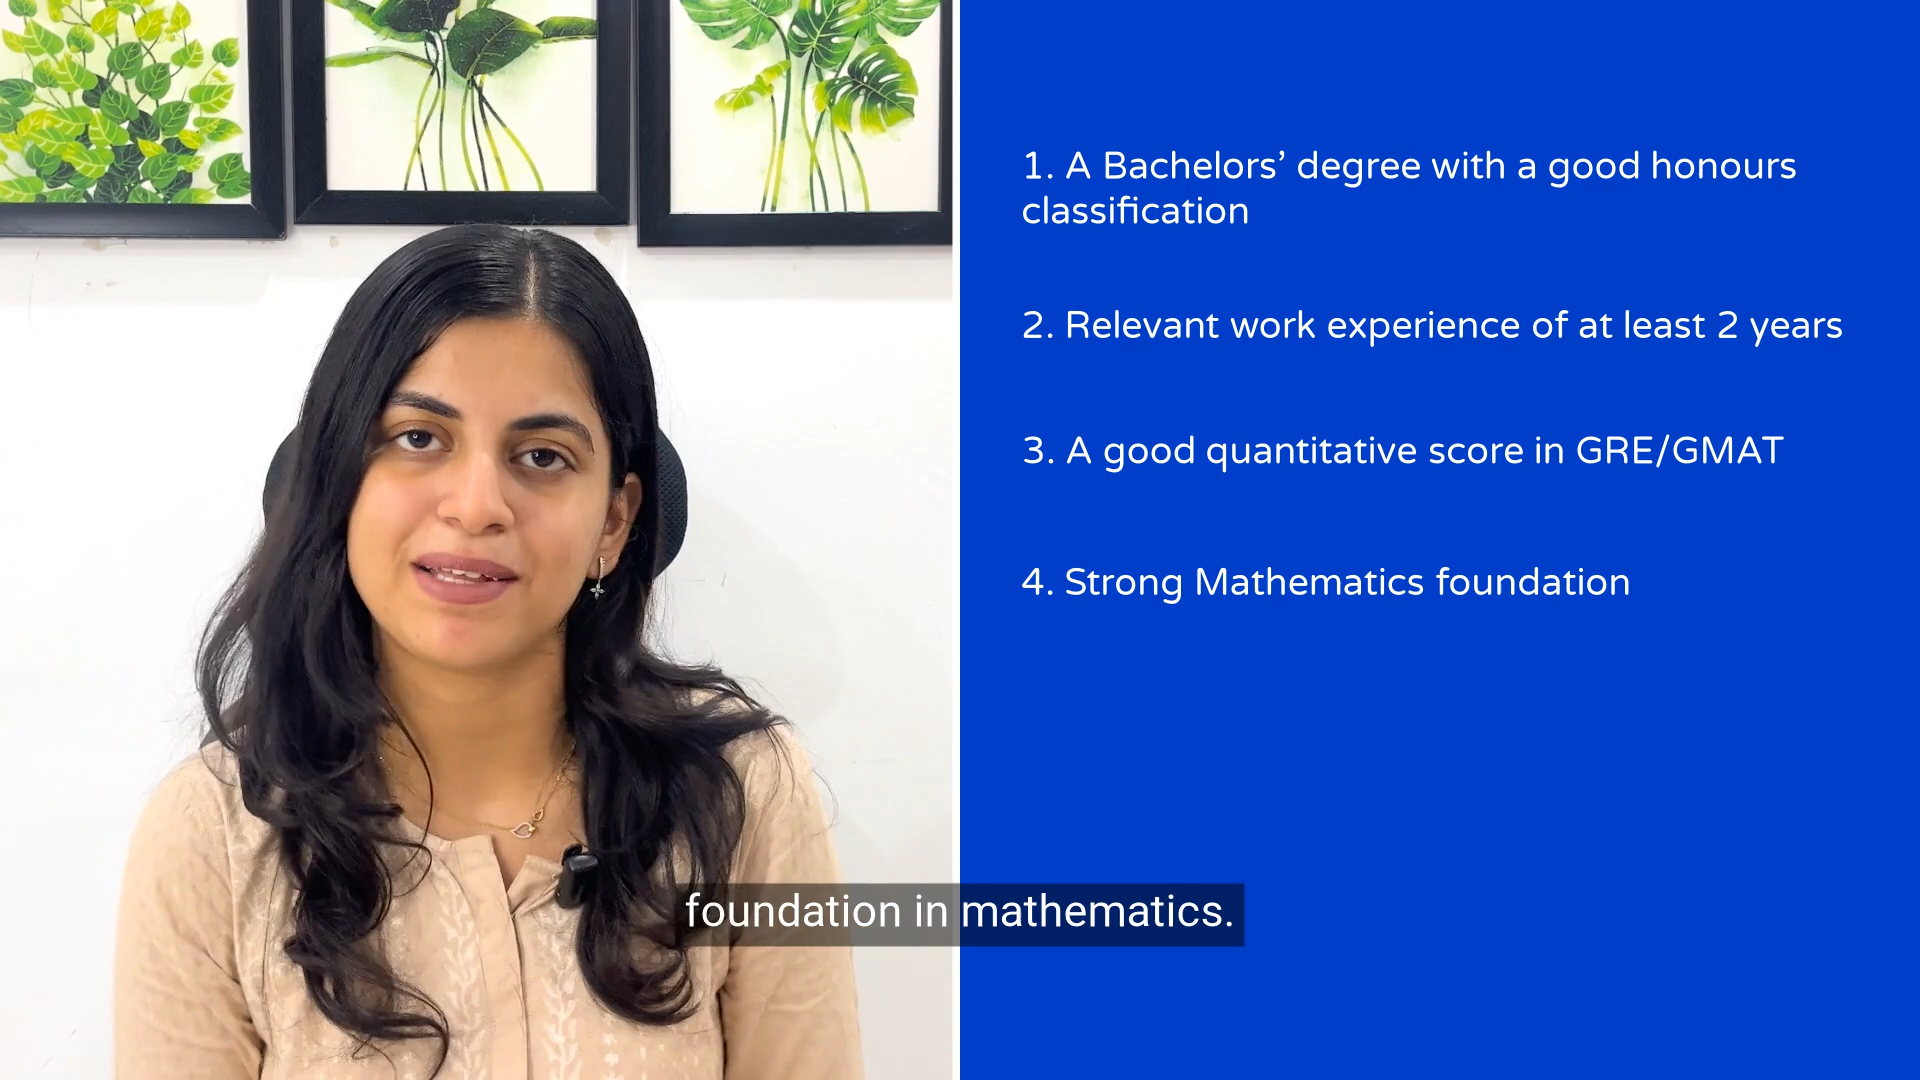 1. A Bachelors’ degree with a good honours
classification
2. Relevant work experience of at least 2 years
3. A good quantitative score in GRE/GMAT
4. Strong Mathematics foundation
foundation in mathematics.